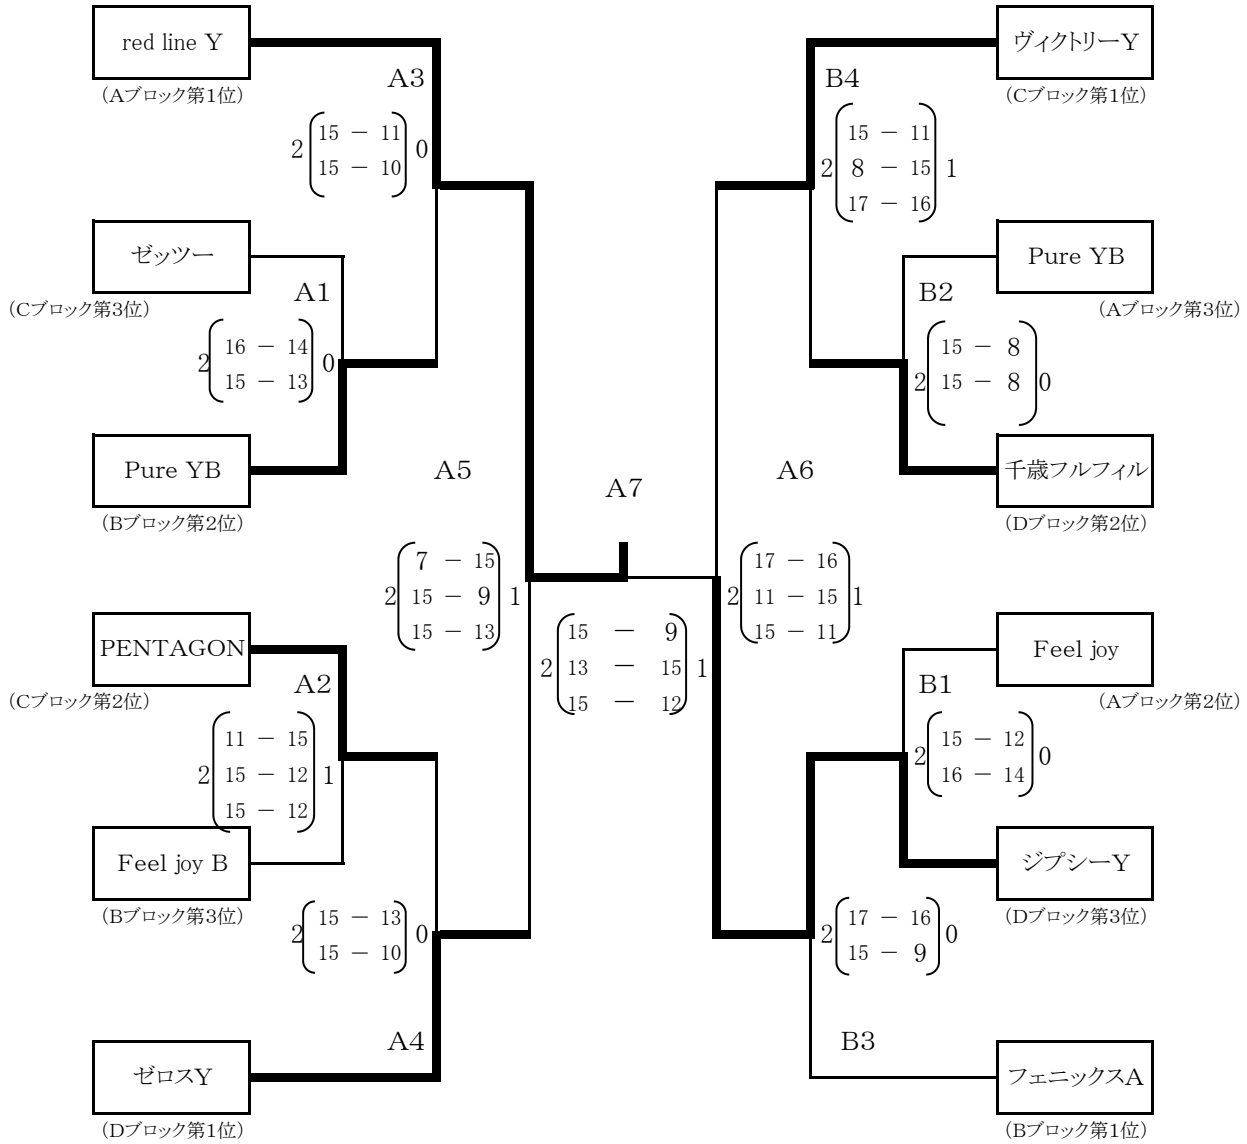 red line Y
(Aブロック第1位)
A3
2 15 － 11 0
15 － 10
ゼッツー
(Cブロック第3位)
A1
16 － 14
2 0
15 － 13
Pure YB
(Bブロック第2位)
A5
7 － 15
2 15 － 9 1
15 － 13
PENTAGON
(Cブロック第2位)
A2
11 － 15
2 15 － 12 1
15 － 12
Feel joy B
(Bブロック第3位)
15 － 13
2 0
15 － 10
A4
ゼロスY
(Dブロック第1位)
A7
15 － 9
2 13 － 15 1
15 － 12
ヴィクトリーY
(Cブロック第1位)
B4
15 － 11
2 8 － 15 1
17 － 16
Pure YB
(Aブロック第3位)
B2
15 － 8
2 15 － 8 0
千歳フルフィル
(Dブロック第2位)
A6
17 － 16
2 11 － 15 1
15 － 11
Feel joy
(Aブロック第2位)
B1
15 － 12
2 0
16 － 14
ジプシーY
(Dブロック第3位)
17 － 16
2 0
15 － 9
B3
フェニックスA
(Bブロック第1位)